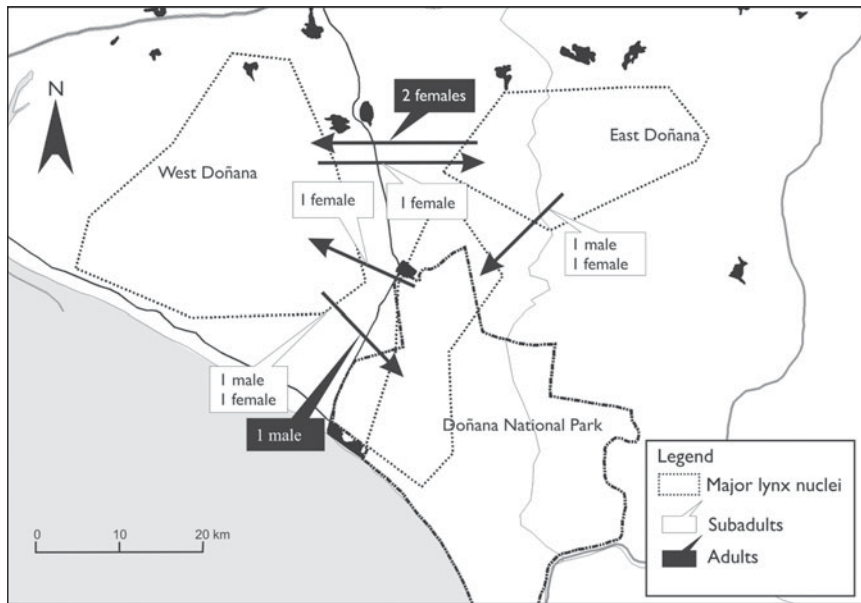 N
2 females
East Doñana
West Doñana
1 female
1 female
1 male
1 female
1 male
1 female
1 male
Doñana National Park
0 10 20 km
Legend
Major lynx nuclei
Subadults
Adults